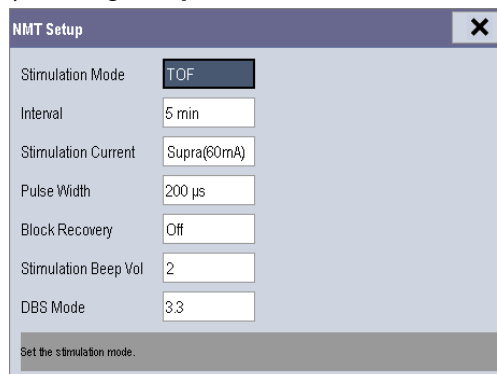 NMT Setup
Stimulation Mode TOF
Interval 5 min
Stimulation Current Supra(60mA)
Pulse Width 200 µs
Block Recovery Off
Stimulation Beep Vol 2
DBS Mode 3.3
Set the stimulation mode.